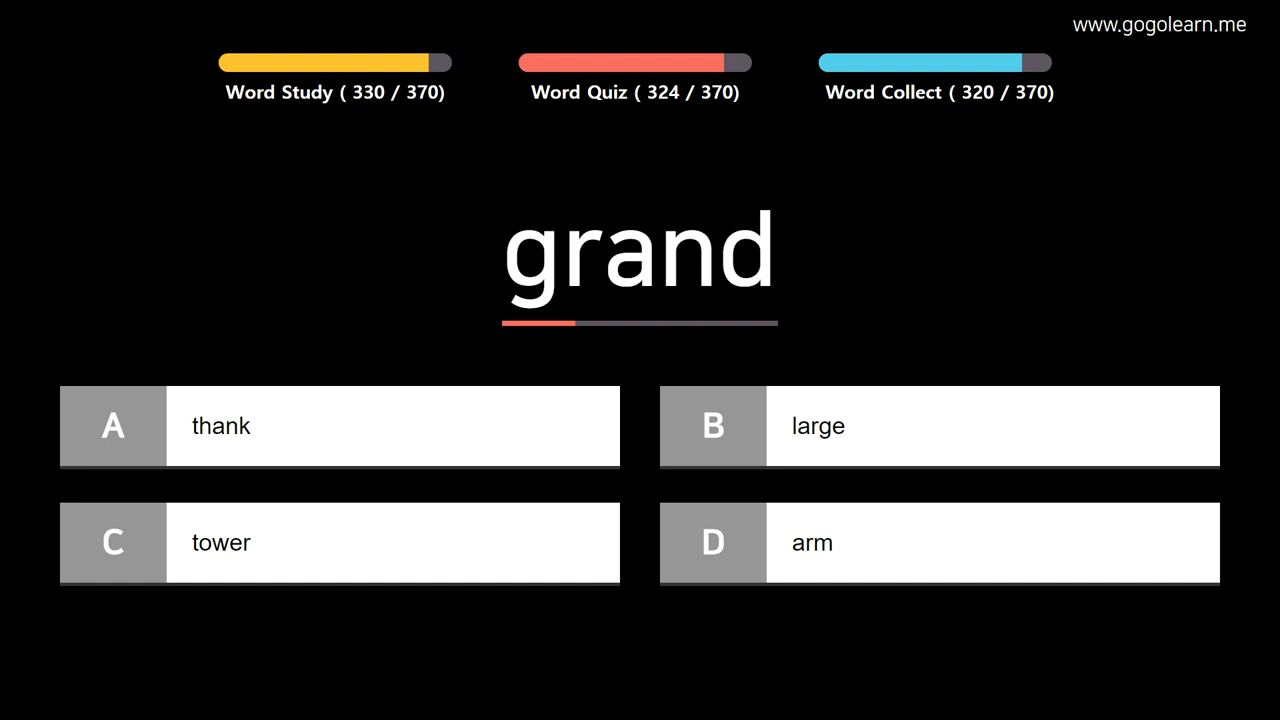 www.gogolearn.me
Word Study ( 330 / 370)
Word Quiz ( 324 / 370)
Word Collect ( 320 / 370)
grand
A thank
B large
C tower
D arm